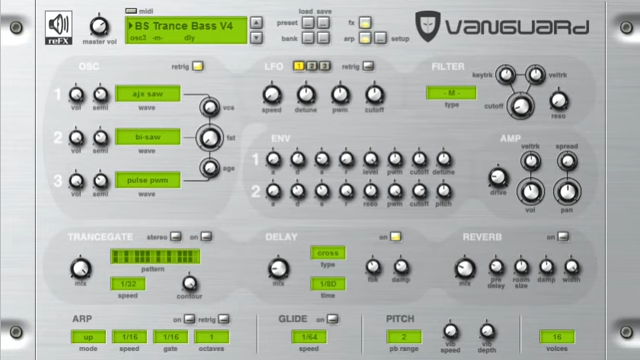 reFX
master vol
midi
BS Trance Bass V4
osc3 -m- dly
load save
preset
bank
fx
arp
setup
VANGUARD
OSC
retrig
1
vol
semi
ajx saw
wave
2
vol
semi
bi-saw
wave
3
vol
semi
pulse pwm
wave
vca
fat
age
LFO
1 2 3
retrig
speed
detune
pwm
cutoff
FILTER
- M -
type
keytrk
veltrk
cutoff
reso
ENV
1
a d s r level pwm cutoff detune
2
a d s r reso pwm cutoff pitch
AMP
drive
veltrk
spread
vol
pan
TRANCEGATE
stereo
on
mix
pattern
1/32
speed
contour
DELAY
on
mix
cross
type
1/8D
time
fbk
damp
REVERB
on
mix
pre delay
room size
damp
width
ARP
on
retrig
up
mode
1/16
speed
1/16
gate
1
octaves
GLIDE
on
1/64
speed
PITCH
2
pb range
vib speed
vib depth
16
voices